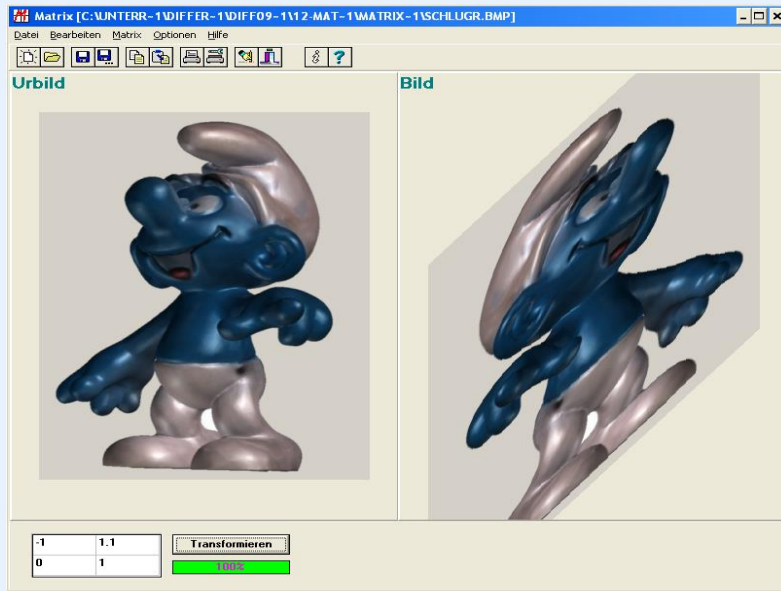 Matrix [C:\UNTERR~1\DIFFER~1\DIFF09~1\12-MAT~1\MATRIX~1\SCHLUGR.BMP]
Datei Bearbeiten Matrix Optionen Hilfe
Urbild
Bild
-1 1.1
0 1
Transformieren
100%